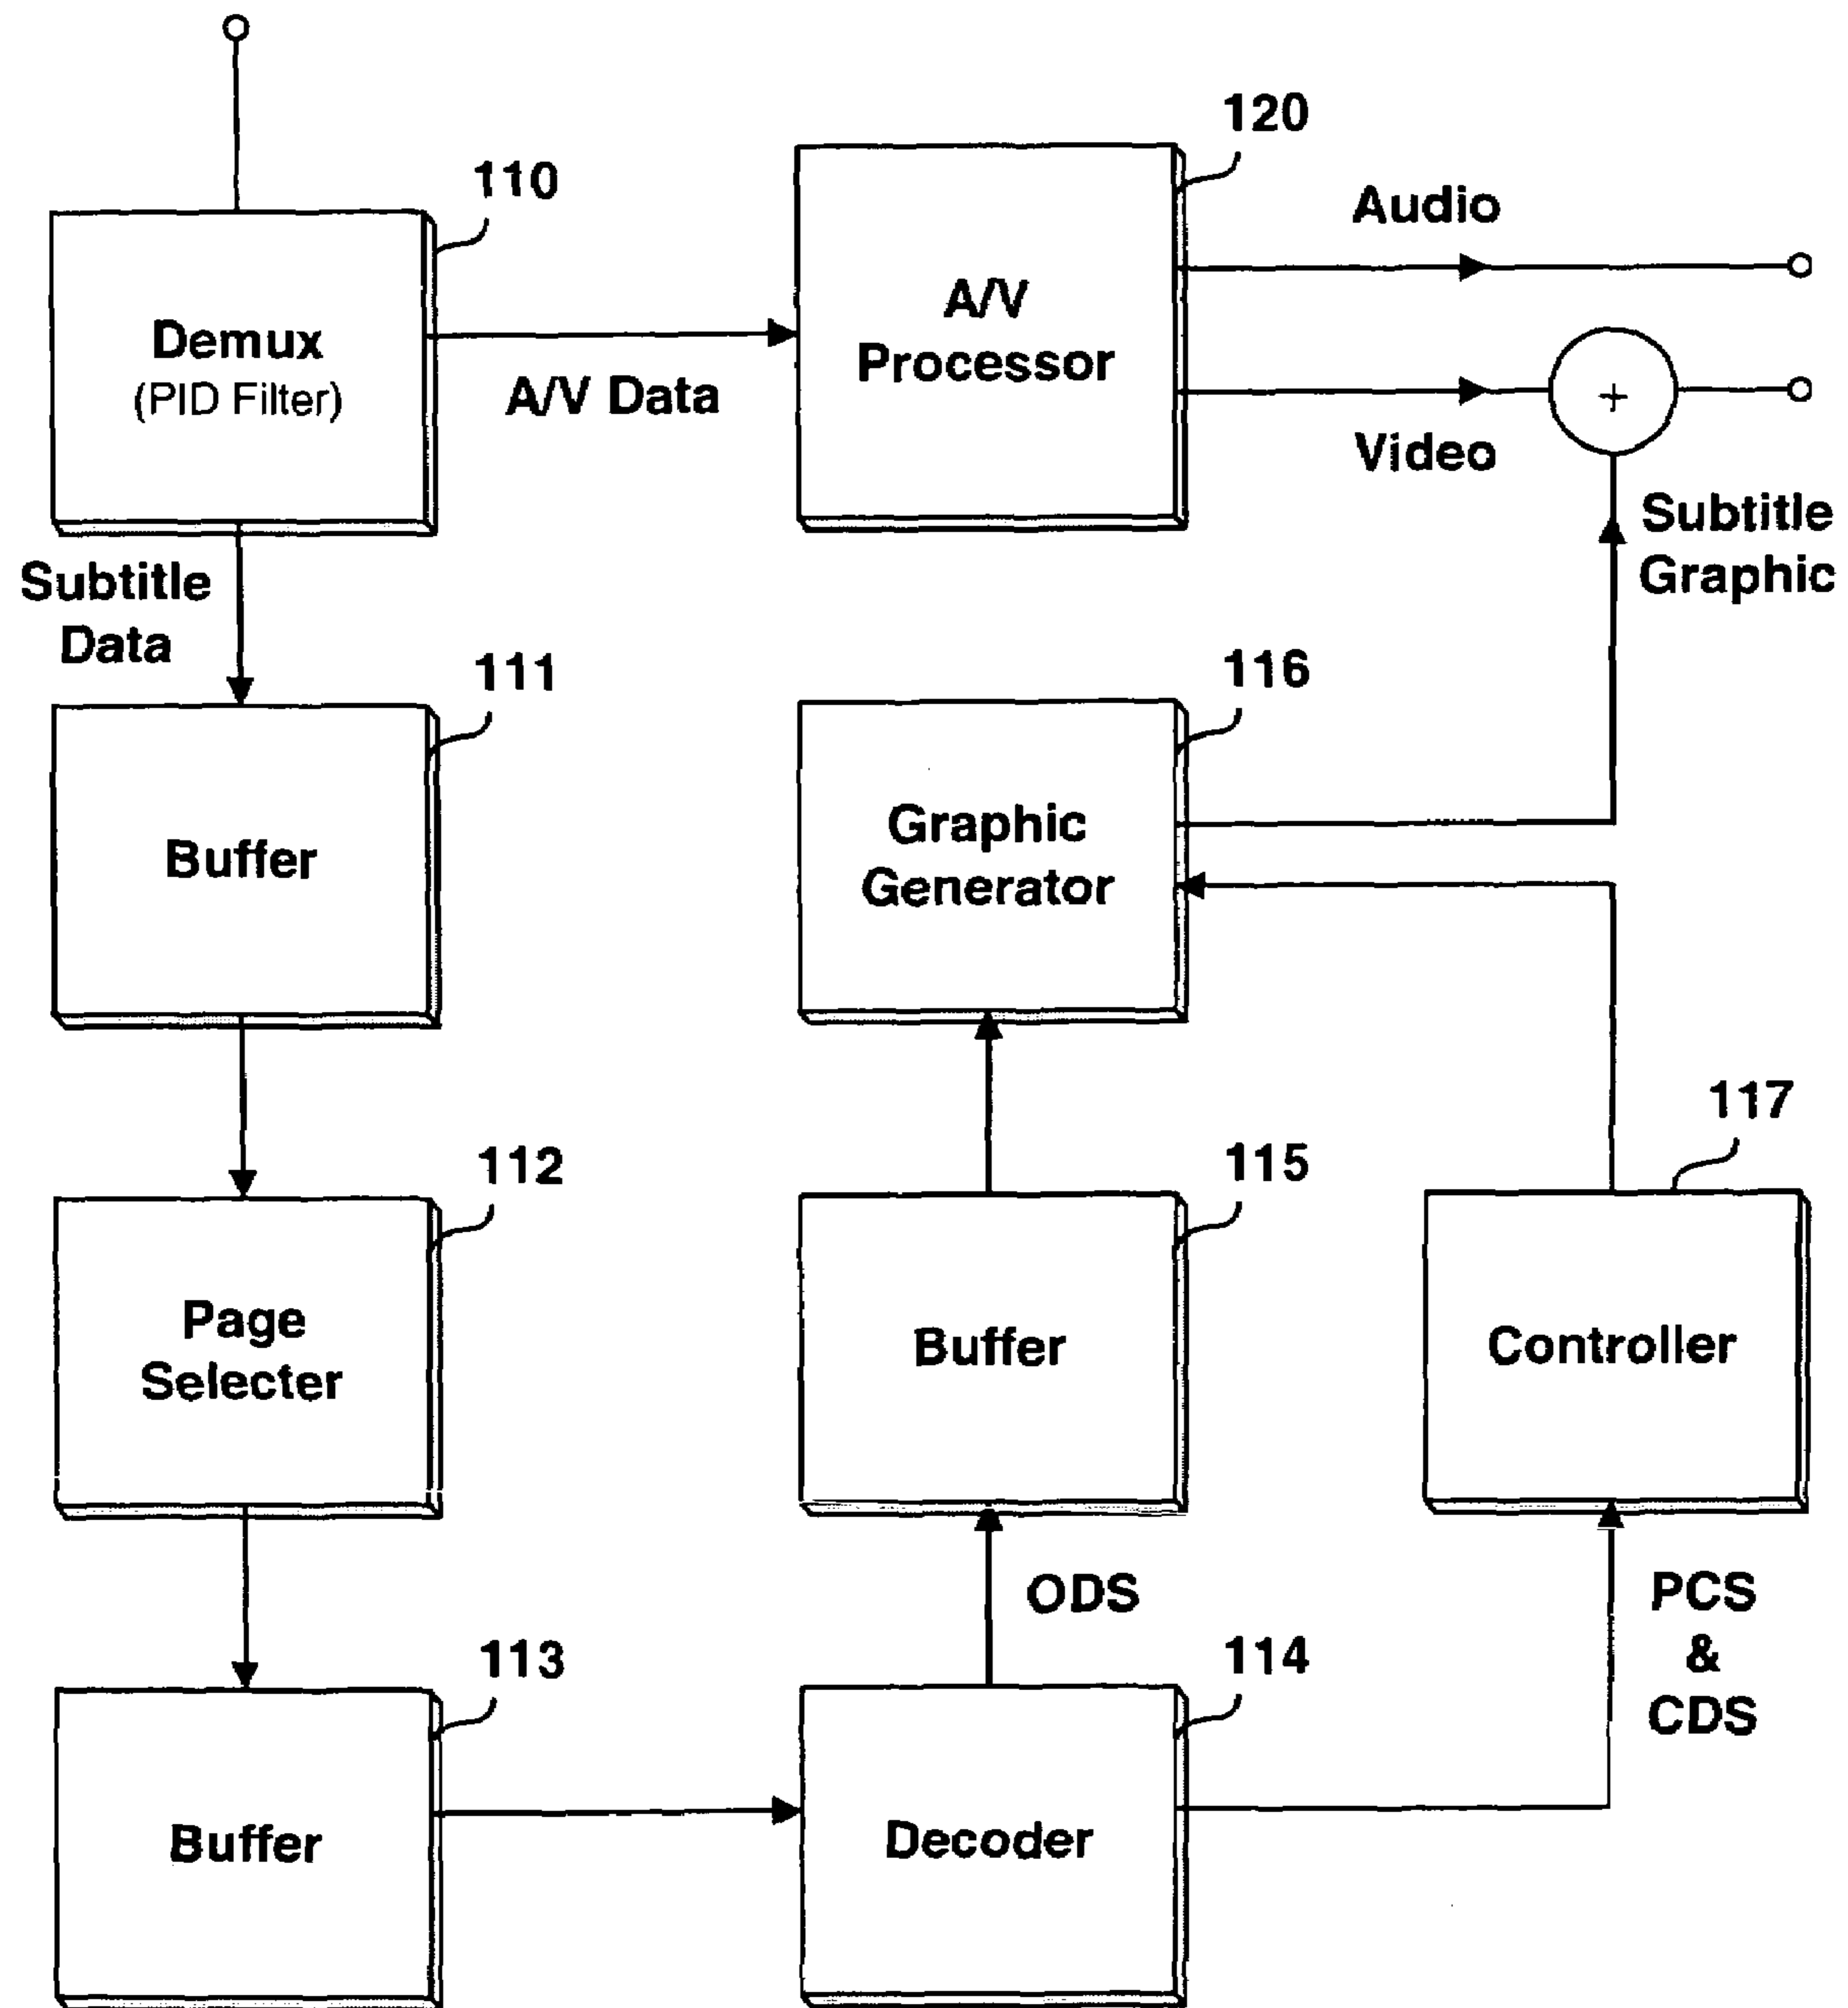 120
110
Audio
A/V
Processor
Demux
(PID Filter)
A/V Data
+
Video
Subtitle
Graphic
Subtitle
Data
111
116
Buffer
Graphic
Generator
117
112
115
Page
Selecter
Buffer
Controller
ODS
PCS
&
CDS
113
114
Buffer
Decoder